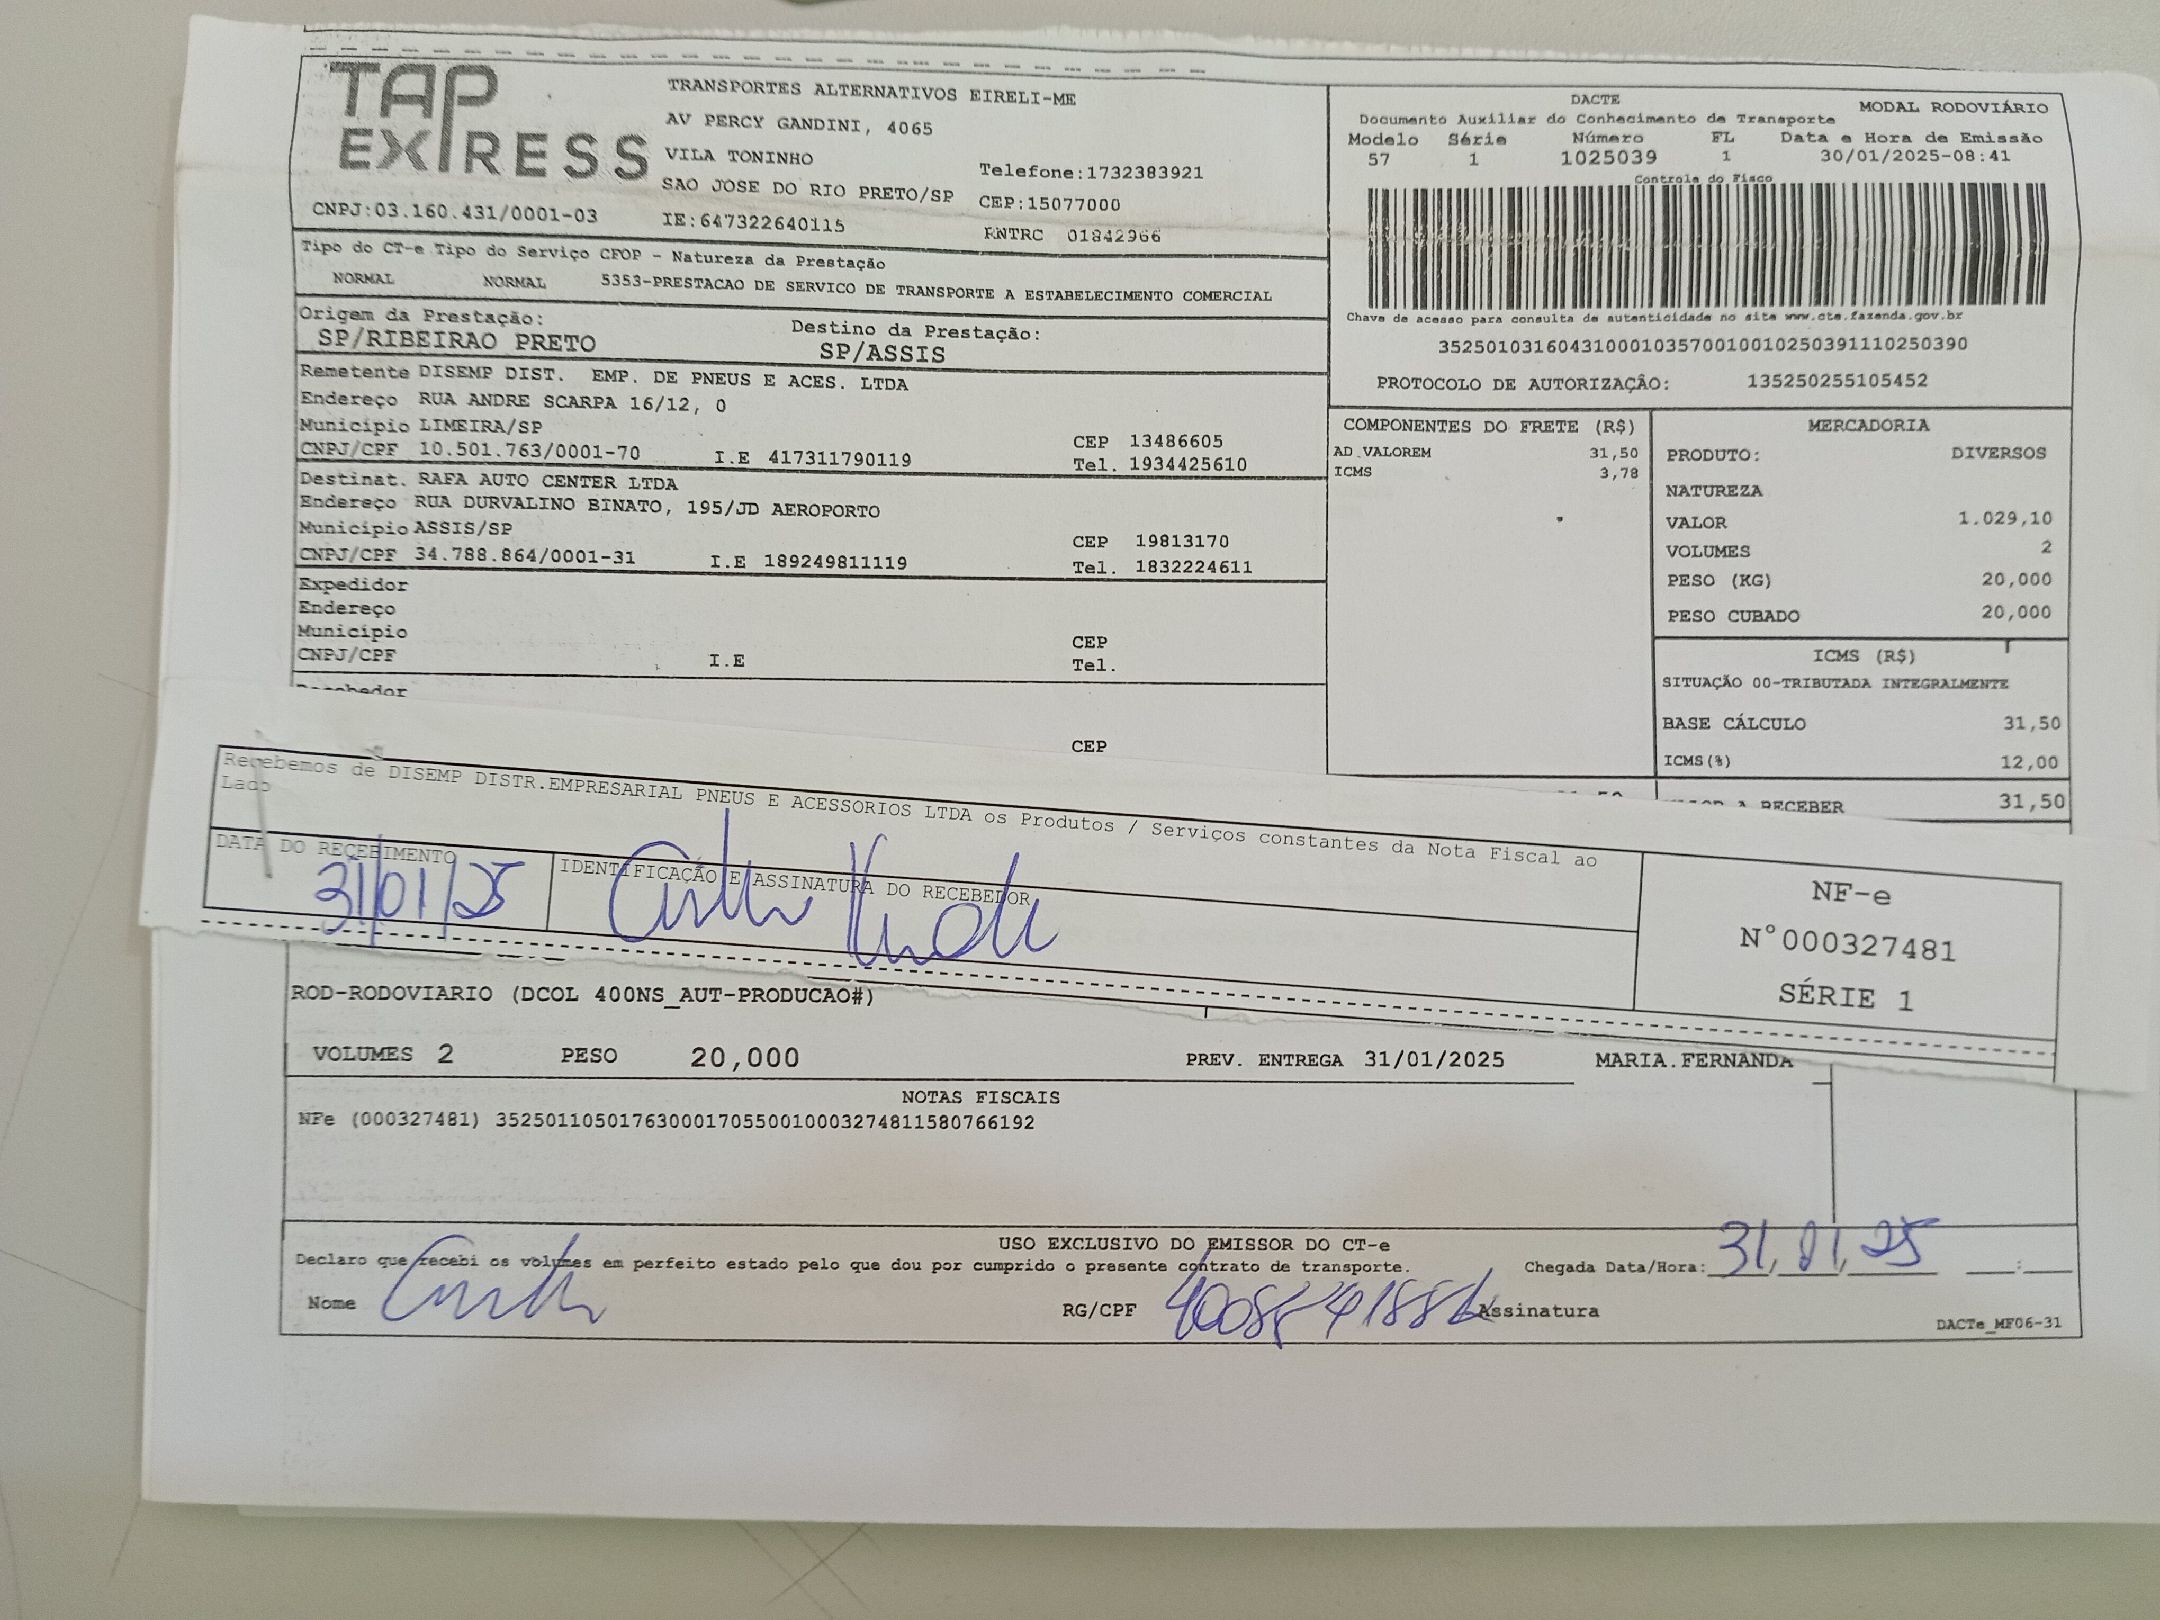 TAP EXPRESS
TRANSPORTES ALTERNATIVOS EIRELI-ME
AV PERCY GANDINI, 4065
VILA TONINHO
Telefone:1732383921
SAO JOSE DO RIO PRETO/SP CEP:15077000
CNPJ:03.160.431/0001-03 IE:647322640115 RNTRC 01842966
DACTE MODAL RODOVIÁRIO
Documento Auxiliar do Conhecimento de Transporte
Modelo Série Número FL Data e Hora de Emissão
57 1 1025039 1 30/01/2025-08:41
Controle do Fisco
Chave de acesso para consulta de autenticidade no site www.cte.fazenda.gov.br
35250103160431000103570010010250391110250390
PROTOCOLO DE AUTORIZAÇÃO: 135250255105452
Tipo do CT-e Tipo do Serviço CFOP - Natureza da Prestação
NORMAL NORMAL 5353-PRESTACAO DE SERVICO DE TRANSPORTE A ESTABELECIMENTO COMERCIAL
Origem da Prestação: Destino da Prestação:
SP/RIBEIRAO PRETO SP/ASSIS
Remetente DISEMP DIST. EMP. DE PNEUS E ACES. LTDA
Endereço RUA ANDRE SCARPA 16/12, 0
Município LIMEIRA/SP CEP 13486605
CNPJ/CPF 10.501.763/0001-70 I.E 417311790119 Tel. 1934425610
Destinat. RAFA AUTO CENTER LTDA
Endereço RUA DURVALINO BINATO, 195/JD AEROPORTO
Município ASSIS/SP CEP 19813170
CNPJ/CPF 34.788.864/0001-31 I.E 189249811119 Tel. 1832224611
Expedidor
Endereço
Município CEP
CNPJ/CPF I.E Tel.
Recebedor
CEP
COMPONENTES DO FRETE (R$)
AD.VALOREM 31,50
ICMS 3,78
MERCADORIA
PRODUTO: DIVERSOS
NATUREZA
VALOR 1.029,10
VOLUMES 2
PESO (KG) 20,000
PESO CUBADO 20,000
ICMS (R$)
SITUAÇÃO 00-TRIBUTADA INTEGRALMENTE
BASE CÁLCULO 31,50
ICMS(%) 12,00
A RECEBER 31,50
Recebemos de DISEMP DISTR.EMPRESARIAL PNEUS E ACESSORIOS LTDA os Produtos / Serviços constantes da Nota Fiscal ao
Lado
DATA DO RECEBIMENTO IDENTIFICAÇÃO E ASSINATURA DO RECEBEDOR
31/01/25
NF-e
N°000327481
SÉRIE 1
ROD-RODOVIARIO (DCOL 400NS_AUT-PRODUCAO#)
VOLUMES 2 PESO 20,000 PREV. ENTREGA 31/01/2025 MARIA.FERNANDA
NOTAS FISCAIS
NFe (000327481) 35250110501763000170550010003274811580766192
USO EXCLUSIVO DO EMISSOR DO CT-e
Declaro que recebi os volumes em perfeito estado pelo que dou por cumprido o presente contrato de transporte. Chegada Data/Hora: 31/01/25 :
Nome RG/CPF Assinatura
DACTe_MF06-31